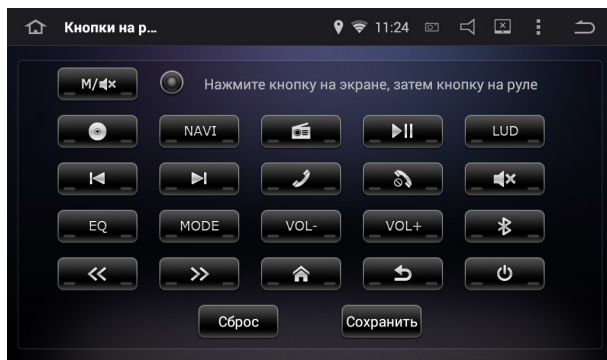 Кнопки на р... 11:24
M/ Нажмите кнопку на экране, затем кнопку на руле
NAVI LUD
EQ MODE VOL- VOL+
Сброс Сохранить